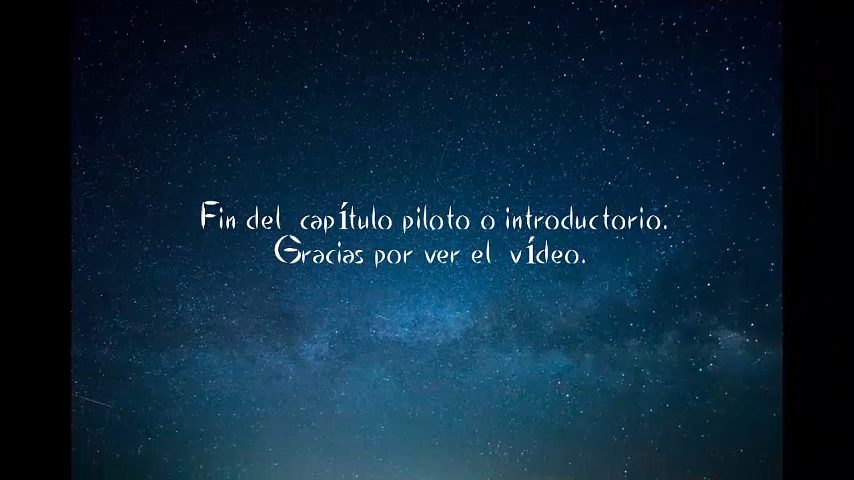 Fin del capítulo piloto o introductorio.
Gracias por ver el vídeo.